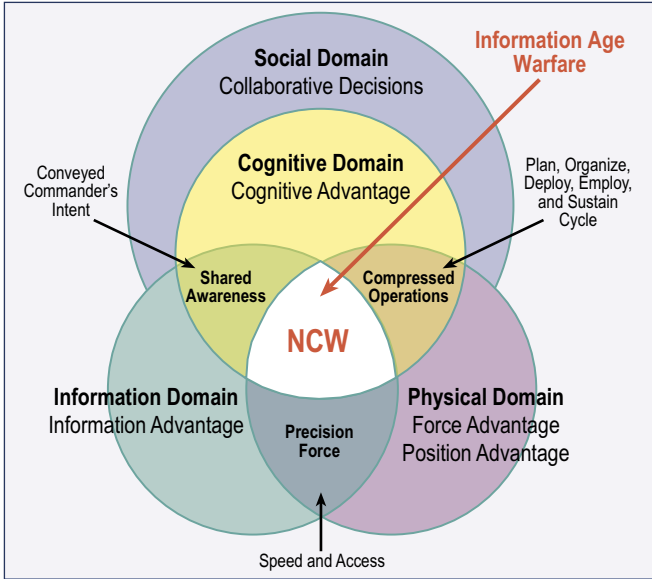 Information Age
Warfare
Social Domain
Collaborative Decisions
Conveyed
Commander's
Intent
Cognitive Domain
Cognitive Advantage
Plan, Organize,
Deploy, Employ,
and Sustain
Cycle
Shared
Awareness
Compressed
Operations
NCW
Information Domain
Information Advantage
Physical Domain
Force Advantage
Position Advantage
Precision
Force
Speed and Access